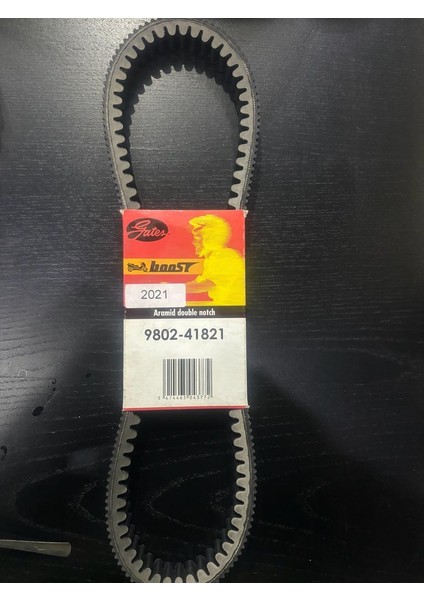 Gates
boost
2021
Aramid double notch
9802-41821